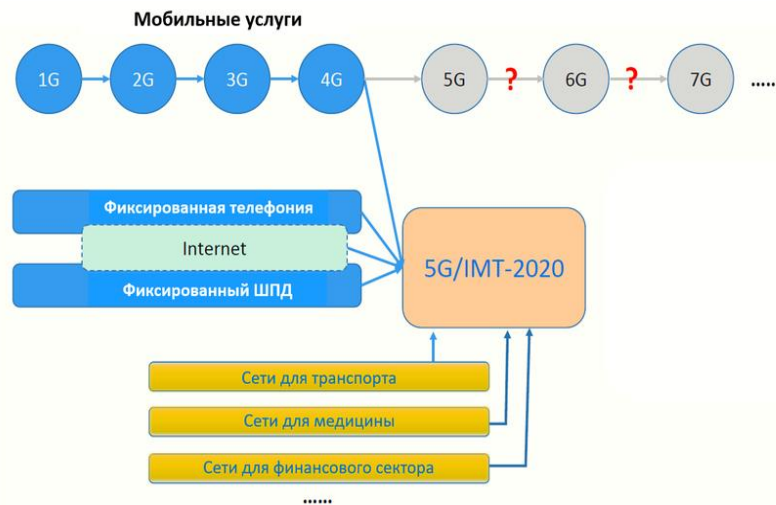 Мобильные услуги
1G 2G 3G 4G 5G ? 6G ? 7G .....
Фиксированная телефония
Internet
Фиксированный ШПД
5G/IMT-2020
Сети для транспорта
Сети для медицины
Сети для финансового сектора
......